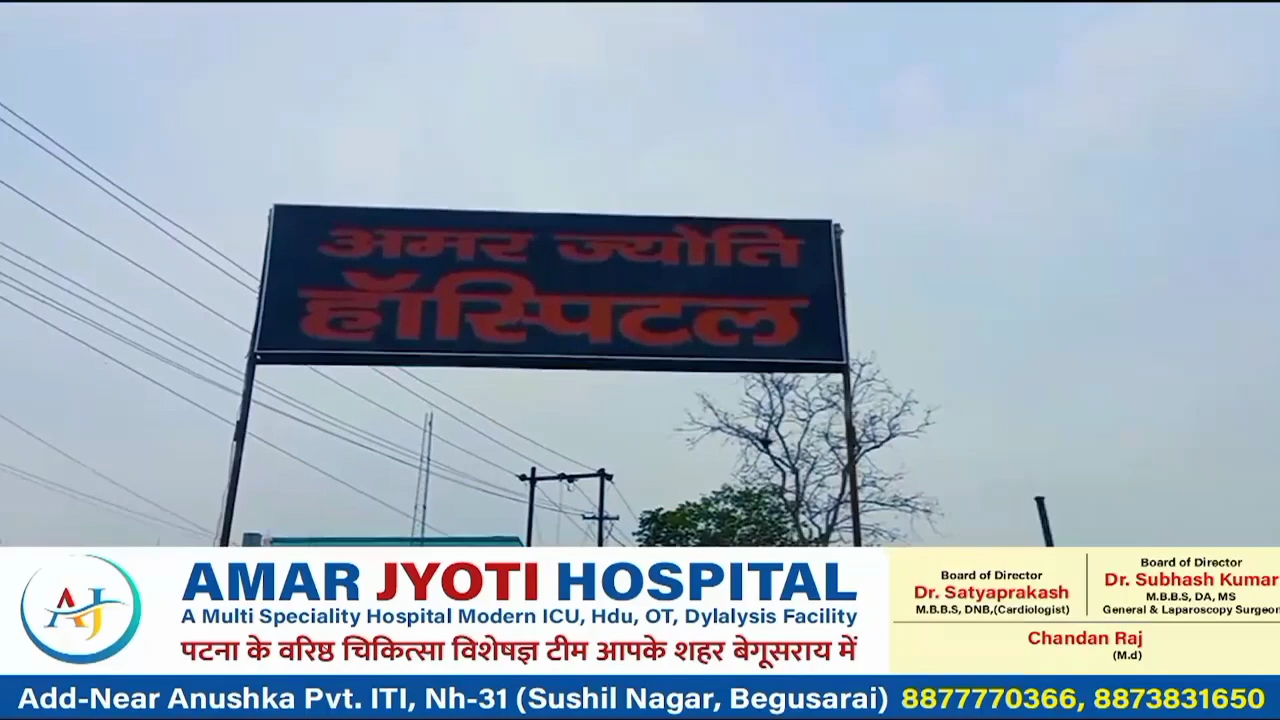 अमर ज्योति
हॉस्पिटल
AJ
AMAR JYOTI HOSPITAL
A Multi Speciality Hospital Modern ICU, Hdu, OT, Dylalysis Facility
पटना के वरिष्ठ चिकित्सा विशेषज्ञ टीम आपके शहर बेगूसराय में
Board of Director
Dr. Satyaprakash
M.B.B.S, DNB,(Cardiologist)
Board of Director
Dr. Subhash Kumar
M.B.B.S, DA, MS
General & Laparoscopy Surgeon
Chandan Raj
(M.d)
Add-Near Anushka Pvt. ITI, Nh-31 (Sushil Nagar, Begusarai) 8877770366, 8873831650